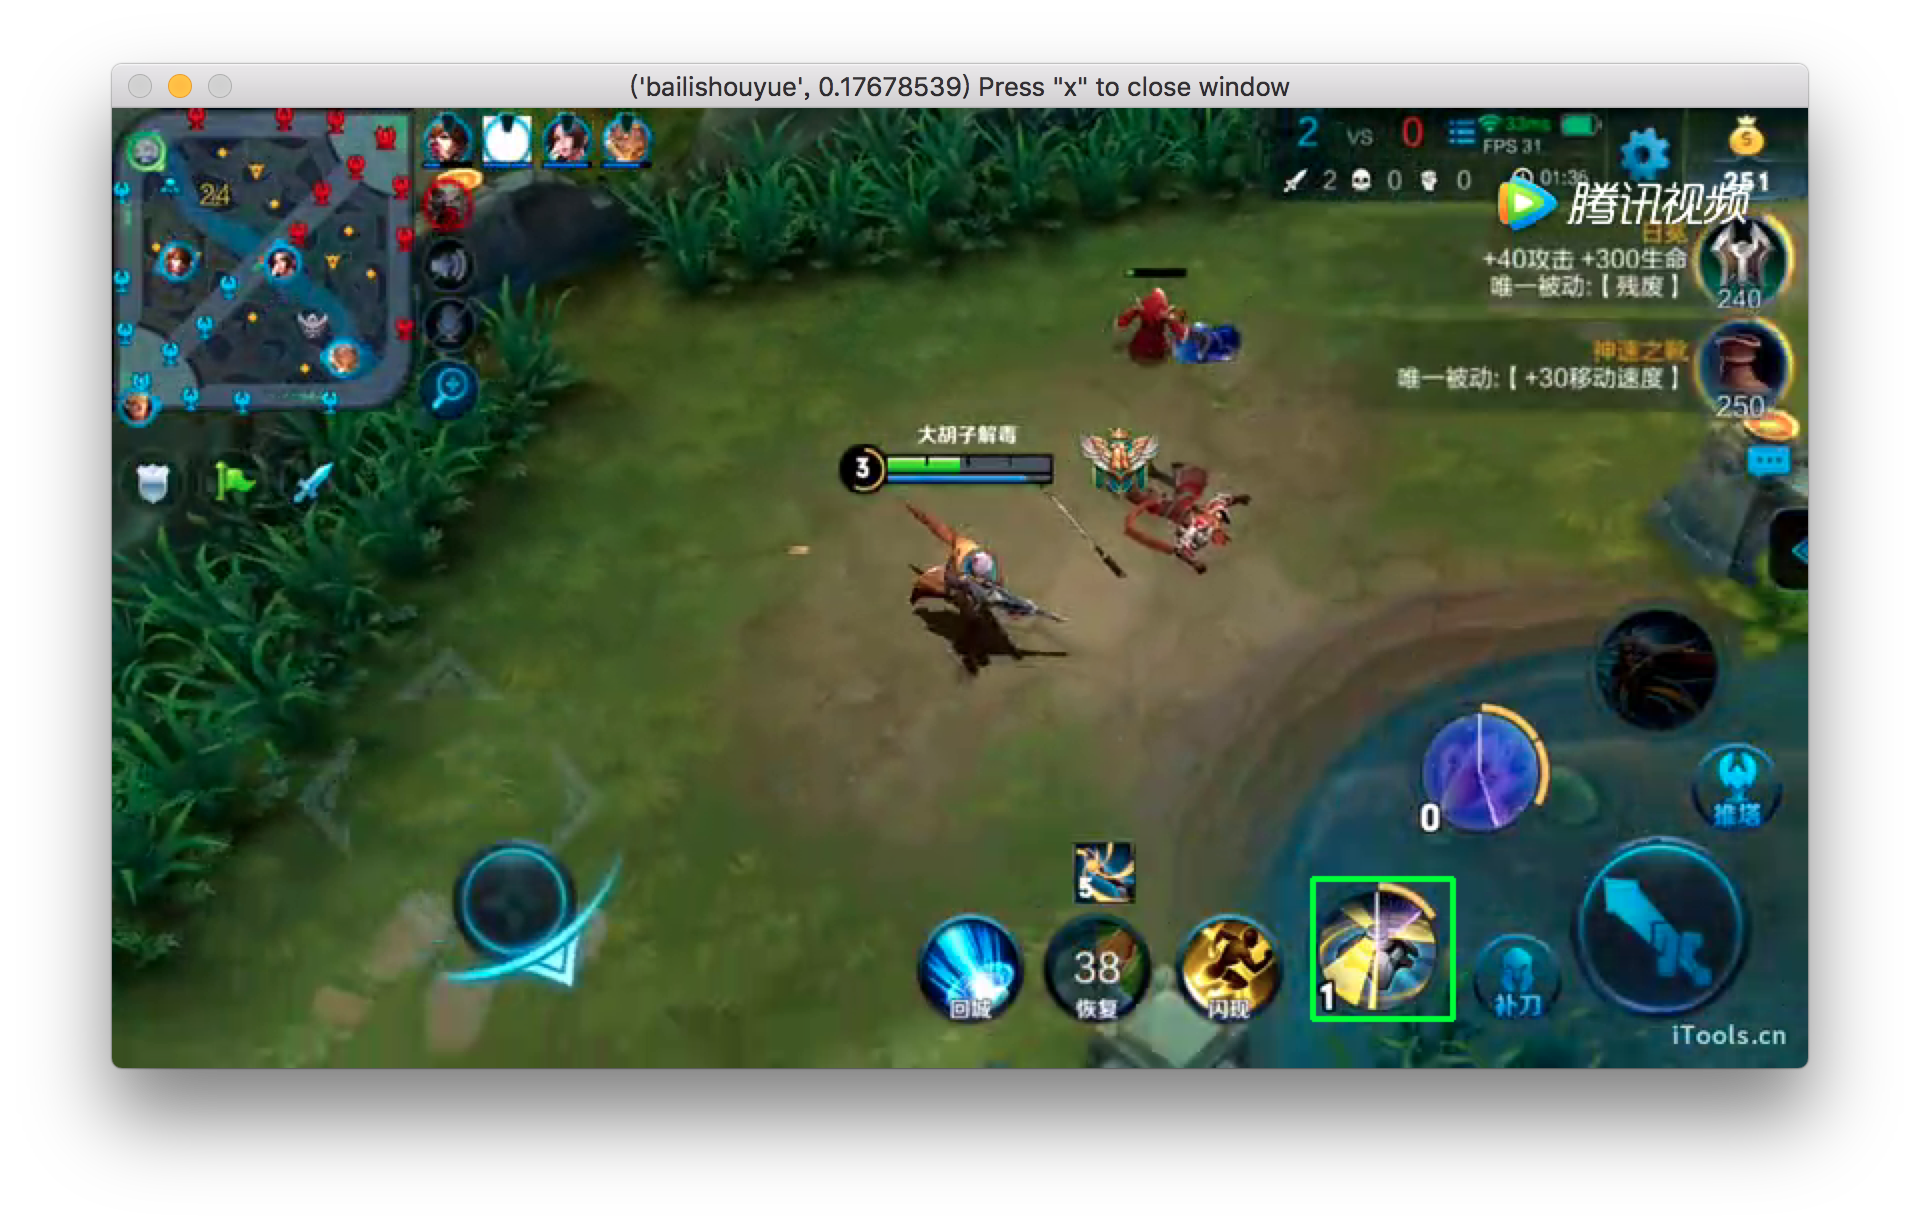 ('bailishouyue', 0.17678539) Press "x" to close window
24
2 vs 0
33ms
FPS 31
2 0 0 01:36
251
腾讯视频
+40攻击 +300生命
唯一被动:【残废】
240
神速之靴
唯一被动:【+30移动速度】
250
大胡子解毒
3
0
推塔
5
38
回城
恢复
闪现
1
补刀
iTools.cn